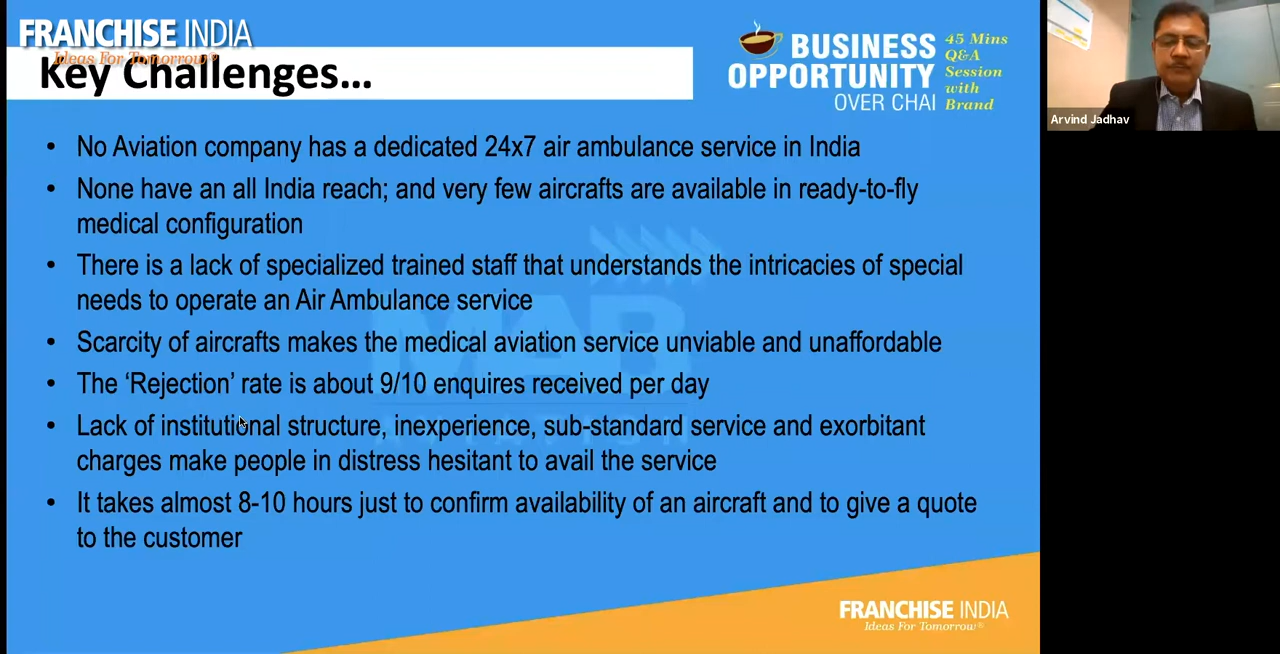 FRANCHISE INDIA
Ideas For Tomorrow®
Key Challenges...
BUSINESS
OPPORTUNITY
OVER CHAI
45 Mins
Q&A
Session
with
Brand
Arvind Jadhav
• No Aviation company has a dedicated 24x7 air ambulance service in India
• None have an all India reach; and very few aircrafts are available in ready-to-fly
medical configuration
• There is a lack of specialized trained staff that understands the intricacies of special
needs to operate an Air Ambulance service
• Scarcity of aircrafts makes the medical aviation service unviable and unaffordable
• The ‘Rejection’ rate is about 9/10 enquires received per day
• Lack of institutional structure, inexperience, sub-standard service and exorbitant
charges make people in distress hesitant to avail the service
• It takes almost 8-10 hours just to confirm availability of an aircraft and to give a quote
to the customer
MAB
AVIATION
FRANCHISE INDIA
Ideas For Tomorrow®